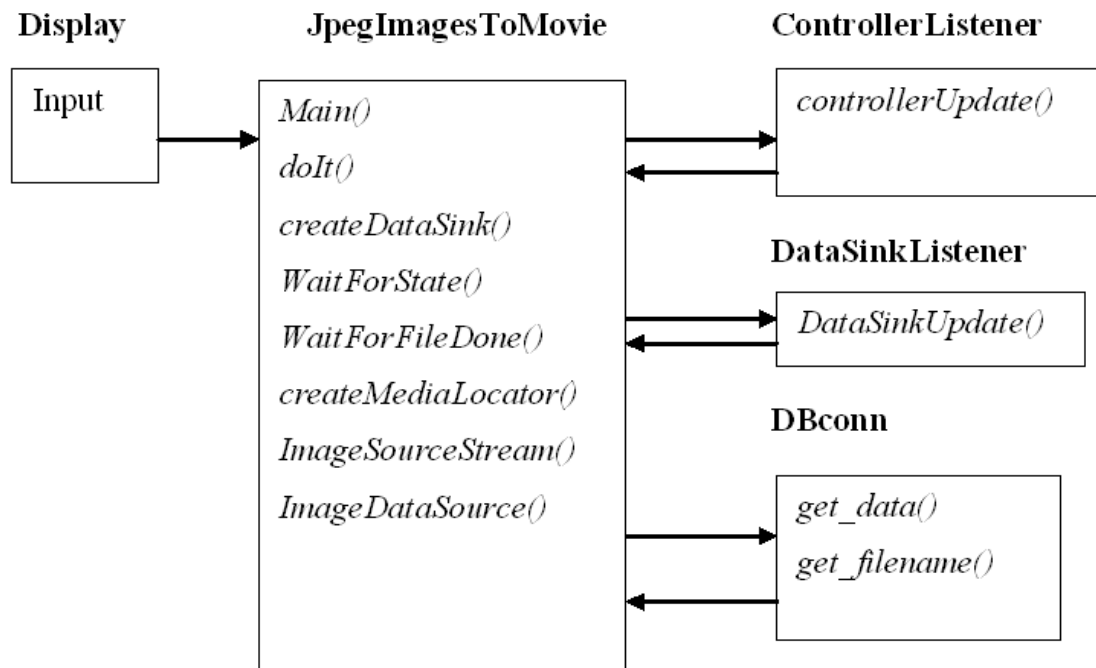 Display
Input
JpegImagesToMovie
Main()
doIt()
createDataSink()
WaitForState()
WaitForFileDone()
createMediaLocator()
ImageSourceStream()
ImageDataSource()
ControllerListener
controllerUpdate()
DataSinkListener
DataSinkUpdate()
DBconn
get_data()
get_filename()